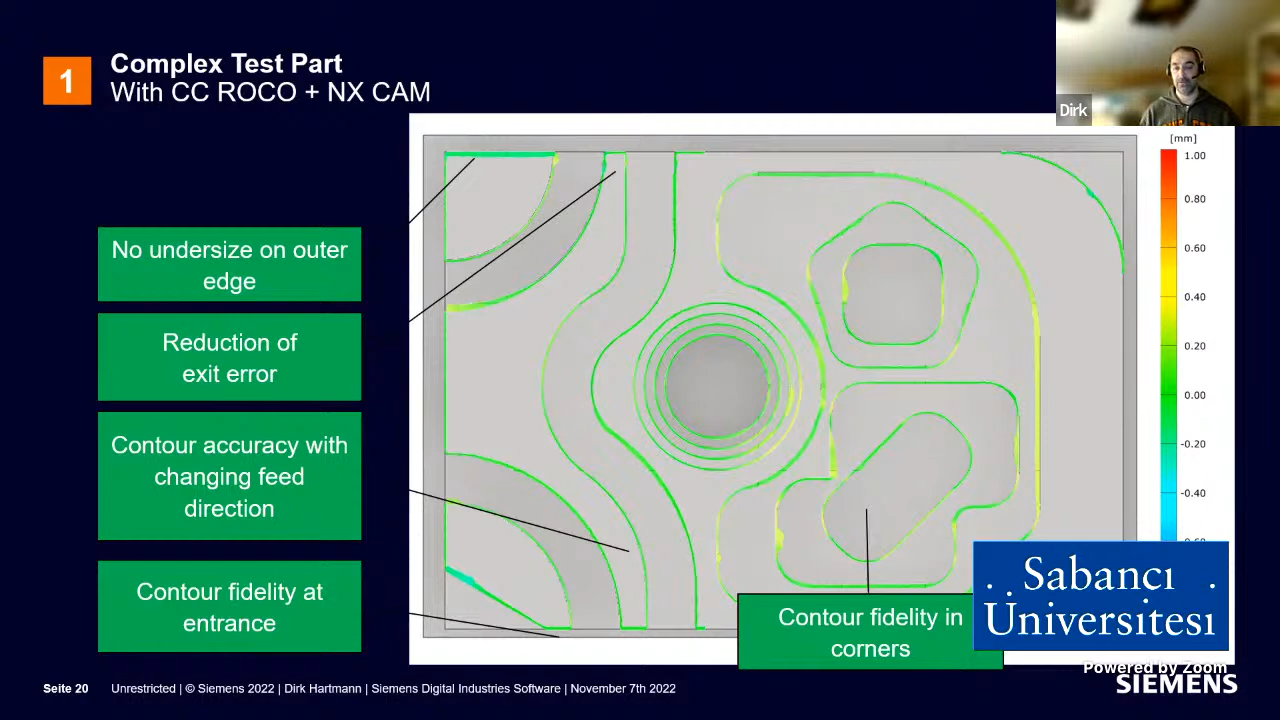 1
Complex Test Part
With CC ROCO + NX CAM
Dirk
No undersize on outer
edge
Reduction of
exit error
Contour accuracy with
changing feed
direction
Contour fidelity at
entrance
Contour fidelity in
corners
[mm]
1.00
0.80
0.60
0.40
0.20
0.00
-0.20
-0.40
Sabancı
Üniversitesi
Powered by Zoom
SIEMENS
Seite 20 Unrestricted | © Siemens 2022 | Dirk Hartmann | Siemens Digital Industries Software | November 7th 2022